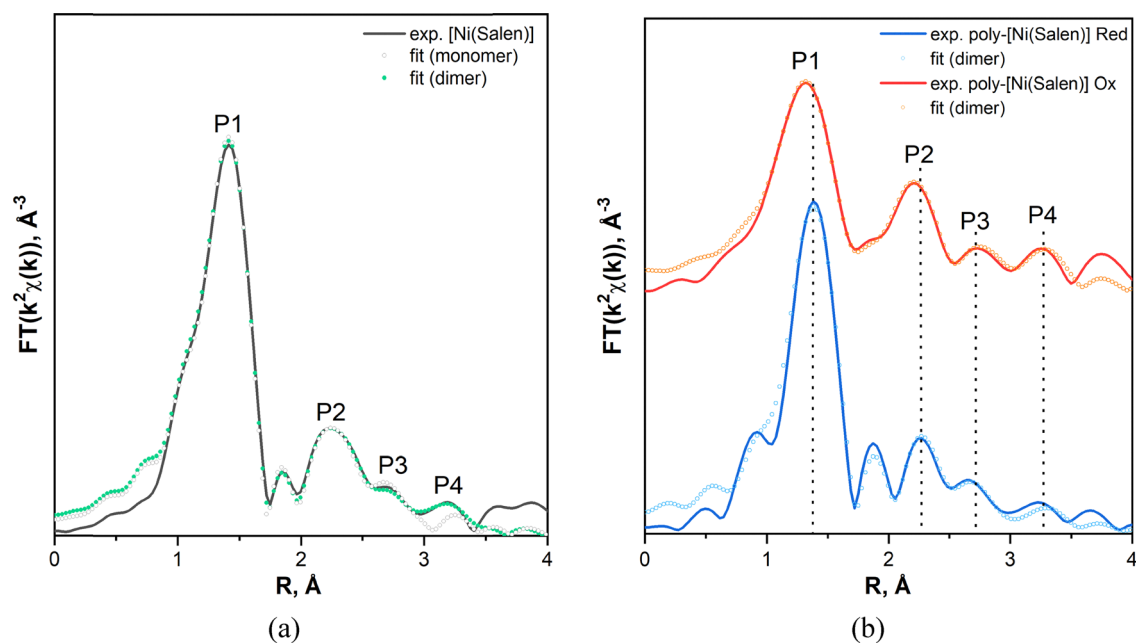 exp. [Ni(Salen)]
fit (monomer)
fit (dimer)
P1
P2
P3
P4
FT(k²χ(k)), Å⁻³
0 1 2 3 4
R, Å
(a)
exp. poly-[Ni(Salen)] Red
fit (dimer)
exp. poly-[Ni(Salen)] Ox
fit (dimer)
P1
P2
P3
P4
FT(k²χ(k)), Å⁻³
0 1 2 3 4
R, Å
(b)